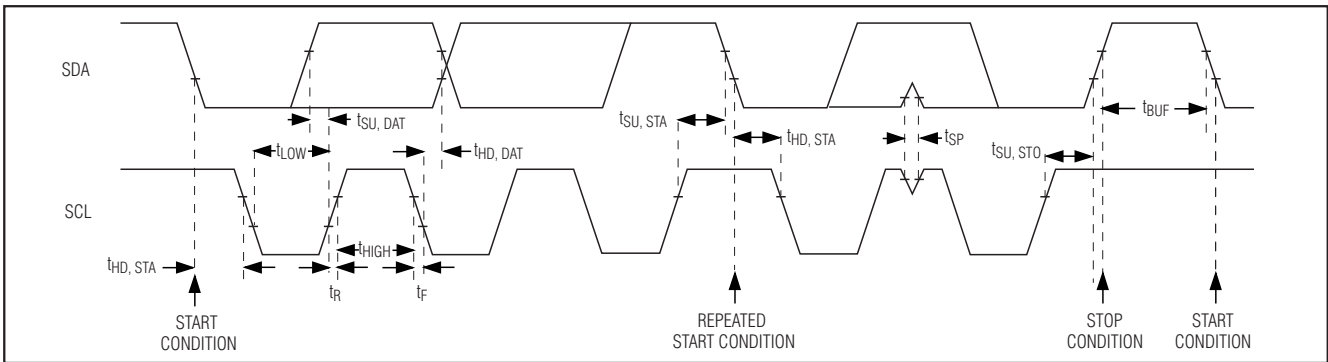 SDA
tSU, DAT
tSU, STA
tHD, STA
tSP
tBUF
tLOW
tHD, DAT
tSU, STO
SCL
tHIGH
tHD, STA
tR
tF
START
CONDITION
REPEATED
START CONDITION
STOP
CONDITION
START
CONDITION